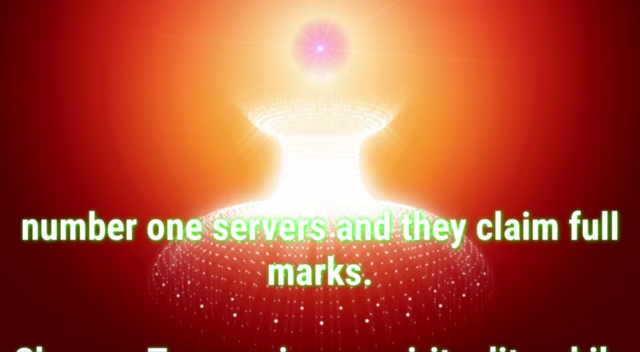 number one servers and they claim full
marks.